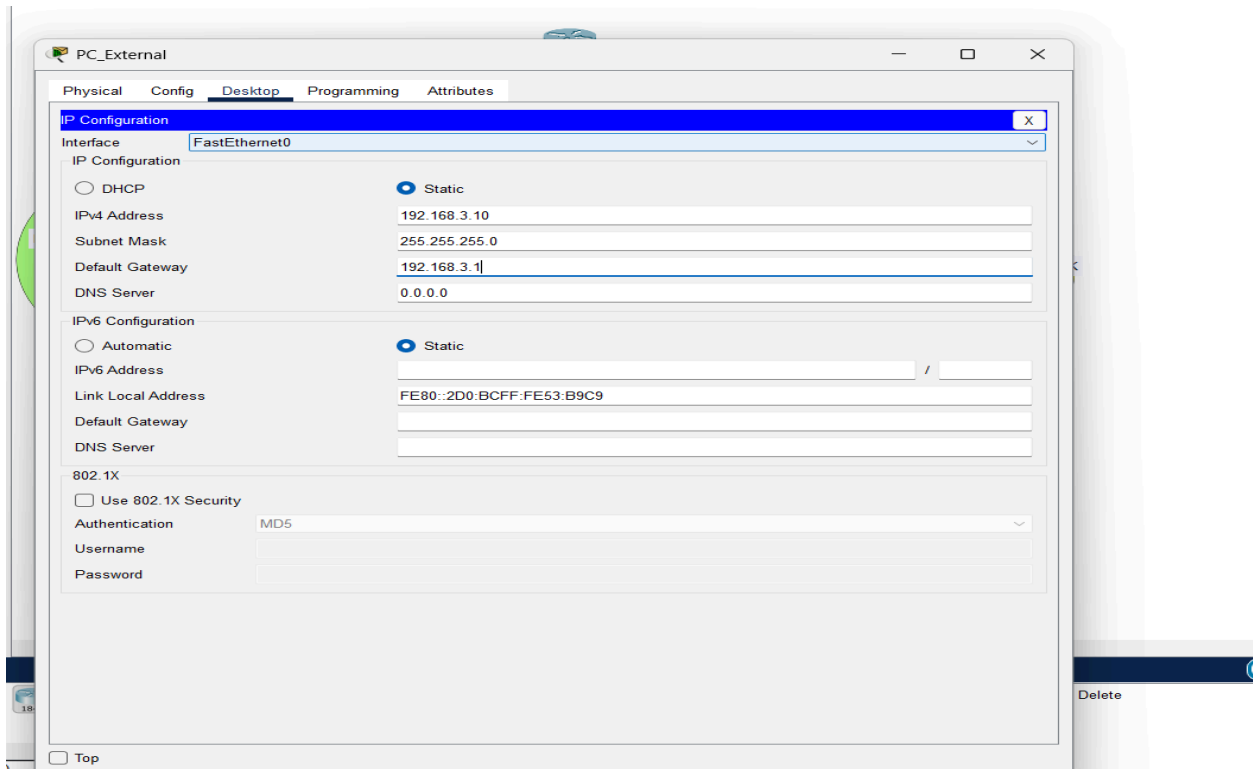 PC_External
Physical Config Desktop Programming Attributes
IP Configuration X
Interface FastEthernet0
IP Configuration
DHCP Static
IPv4 Address 192.168.3.10
Subnet Mask 255.255.255.0
Default Gateway 192.168.3.1
DNS Server 0.0.0.0
IPv6 Configuration
Automatic Static
IPv6 Address /
Link Local Address FE80::2D0:BCFF:FE53:B9C9
Default Gateway
DNS Server
802.1X
Use 802.1X Security
Authentication MD5
Username
Password
Delete
Top